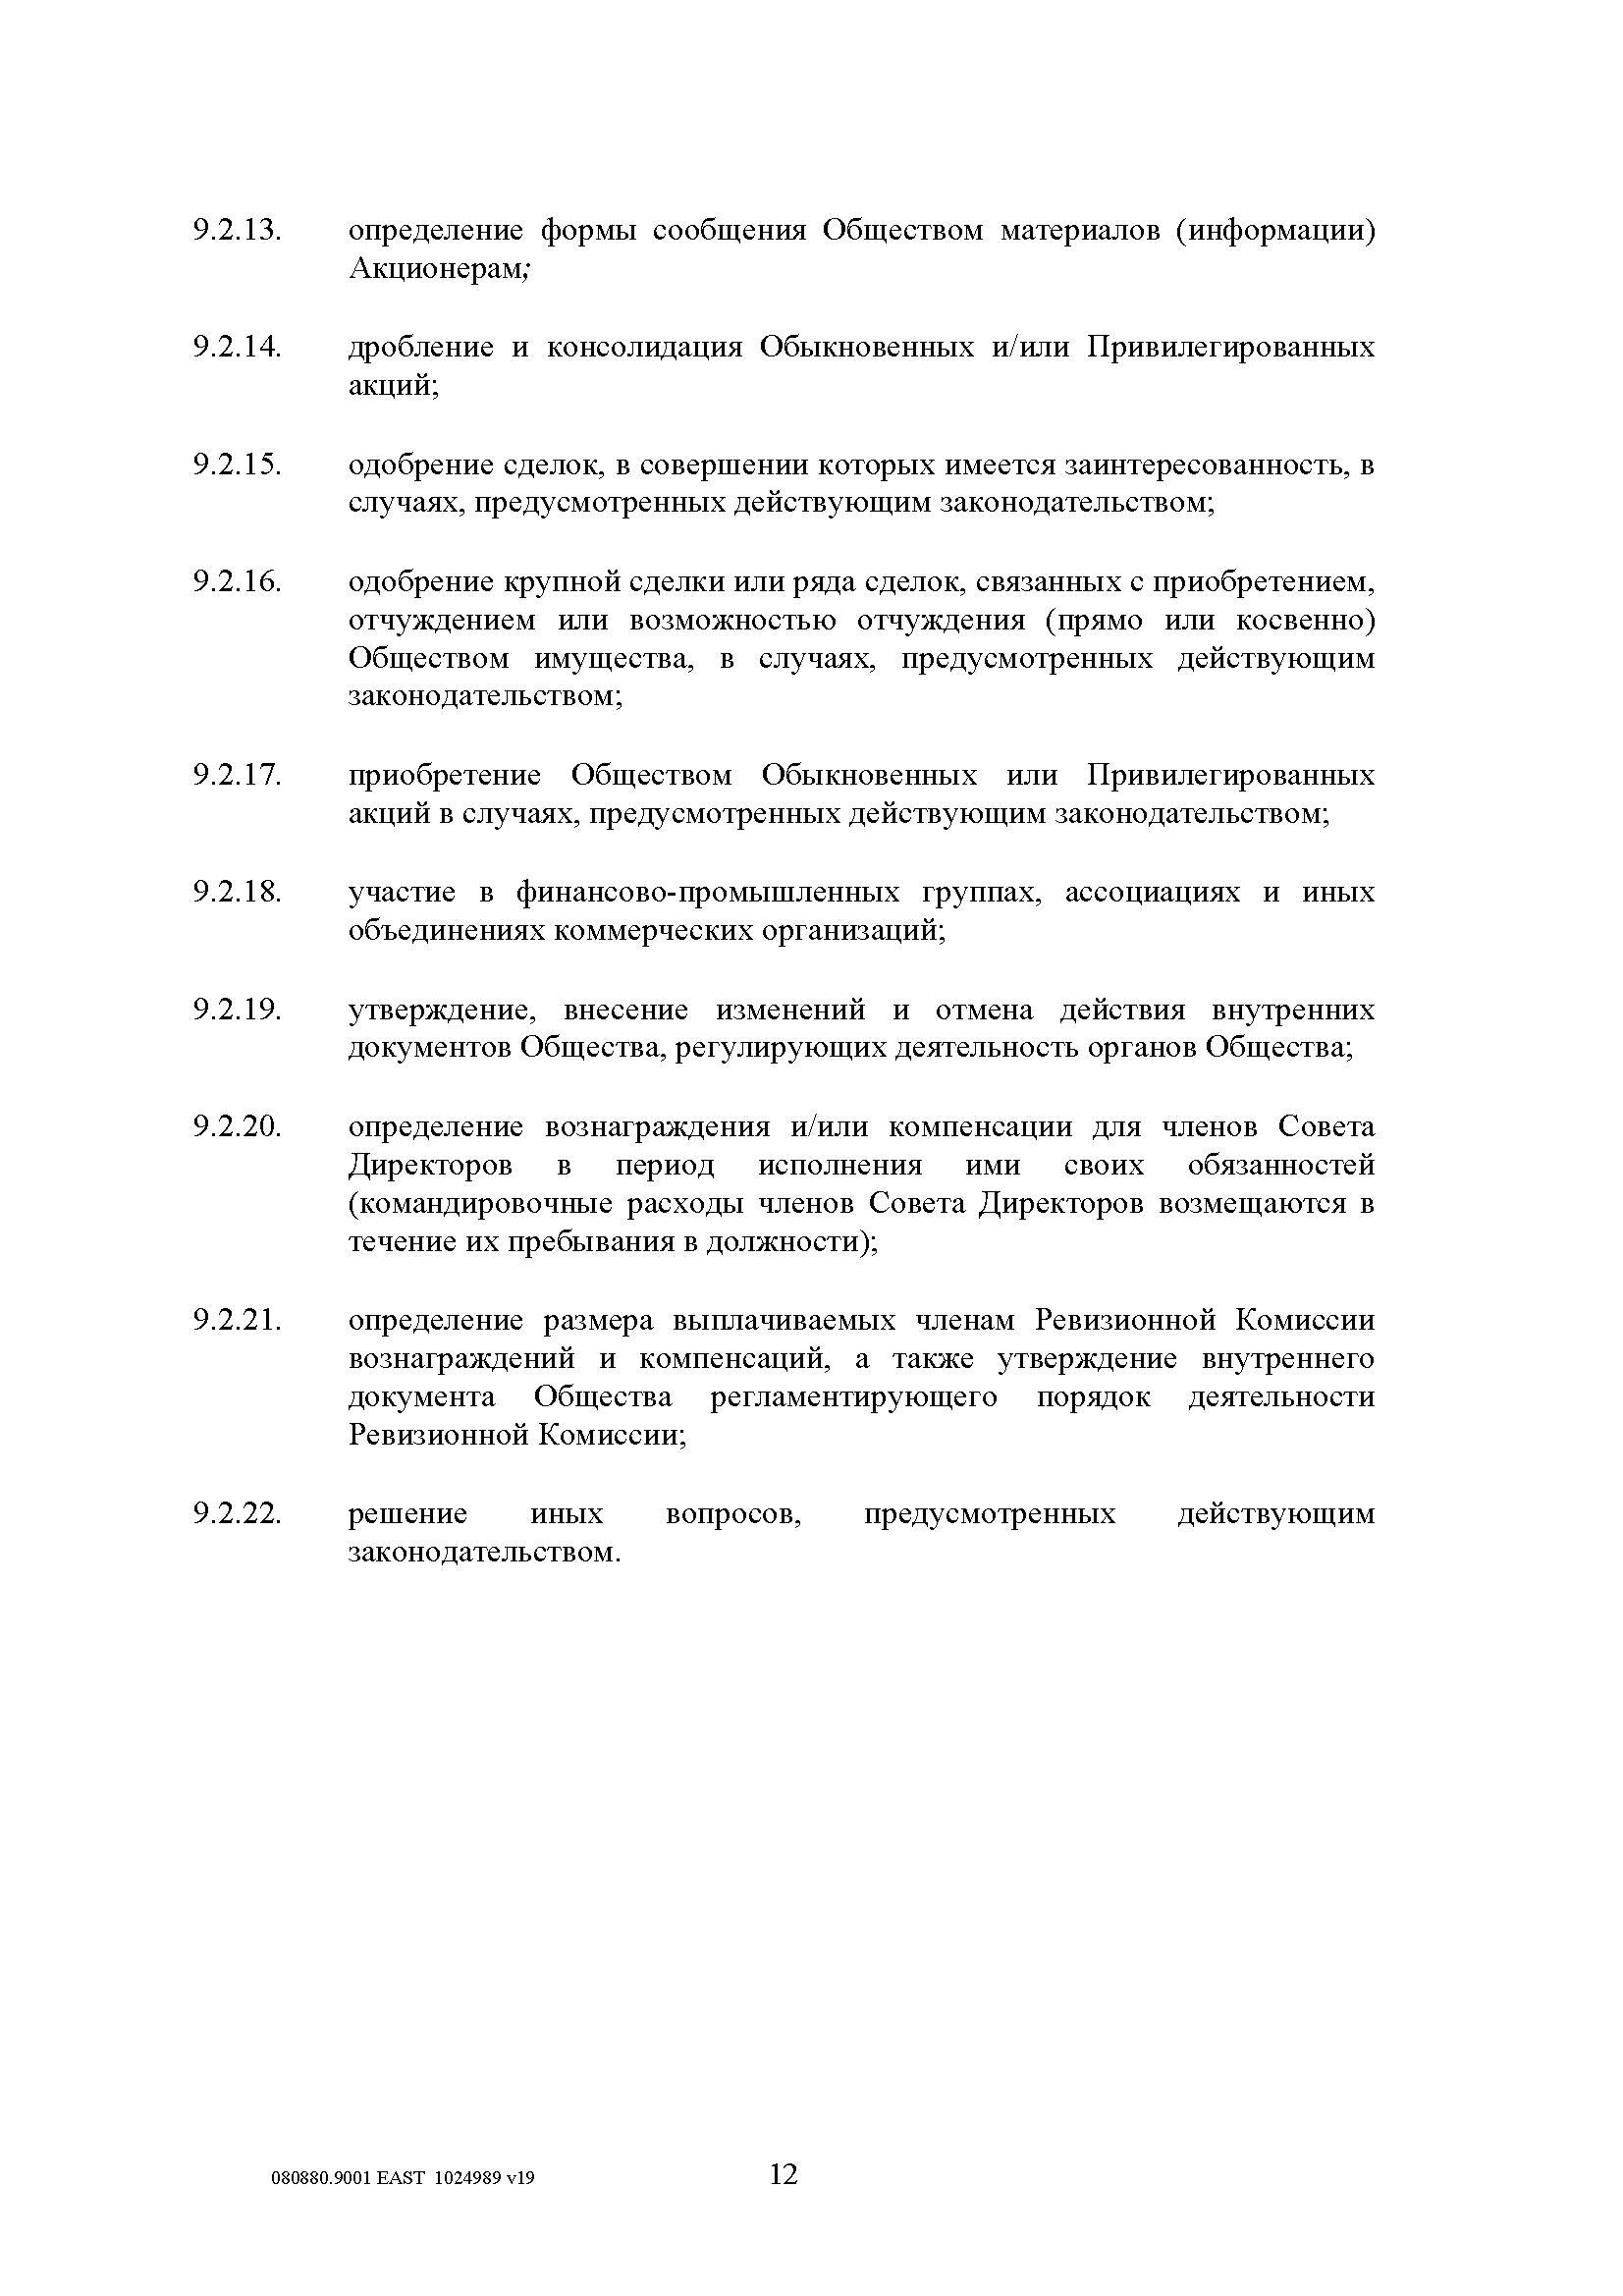 9.2.13. определение формы сообщения Обществом материалов (информации)
Акционерам;
9.2.14. дробление и консолидация Обыкновенных и/или Привилегированных
акций;
9.2.15. одобрение сделок, в совершении которых имеется заинтересованность, в
случаях, предусмотренных действующим законодательством;
9.2.16. одобрение крупной сделки или ряда сделок, связанных с приобретением,
отчуждением или возможностью отчуждения (прямо или косвенно)
Обществом имущества, в случаях, предусмотренных действующим
законодательством;
9.2.17. приобретение Обществом Обыкновенных или Привилегированных
акций в случаях, предусмотренных действующим законодательством;
9.2.18. участие в финансово-промышленных группах, ассоциациях и иных
объединениях коммерческих организаций;
9.2.19. утверждение, внесение изменений и отмена действия внутренних
документов Общества, регулирующих деятельность органов Общества;
9.2.20. определение вознаграждения и/или компенсации для членов Совета
Директоров в период исполнения ими своих обязанностей
(командировочные расходы членов Совета Директоров возмещаются в
течение их пребывания в должности);
9.2.21. определение размера выплачиваемых членам Ревизионной Комиссии
вознаграждений и компенсаций, а также утверждение внутреннего
документа Общества регламентирующего порядок деятельности
Ревизионной Комиссии;
9.2.22. решение иных вопросов, предусмотренных действующим
законодательством.
080880.9001 EAST 1024989 v19 12